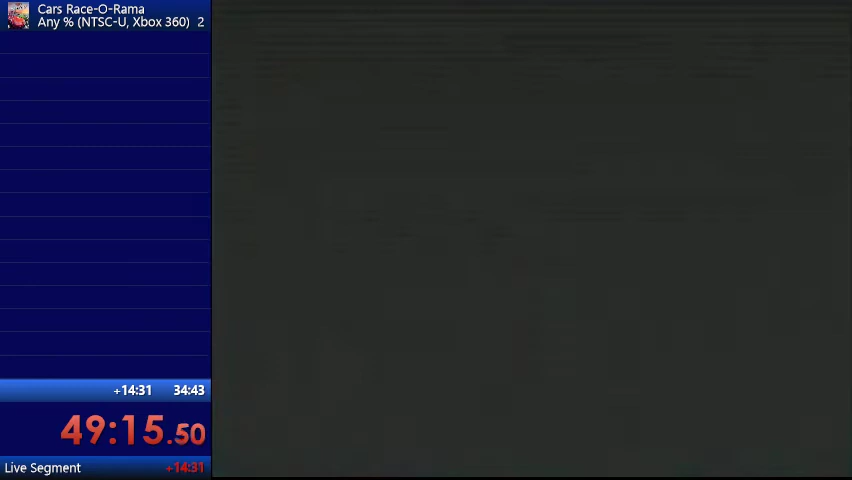 Cars Race-O-Rama
Any % (NTSC-U, Xbox 360) 2
+14:31 34:43
49:15.50
Live Segment +14:31